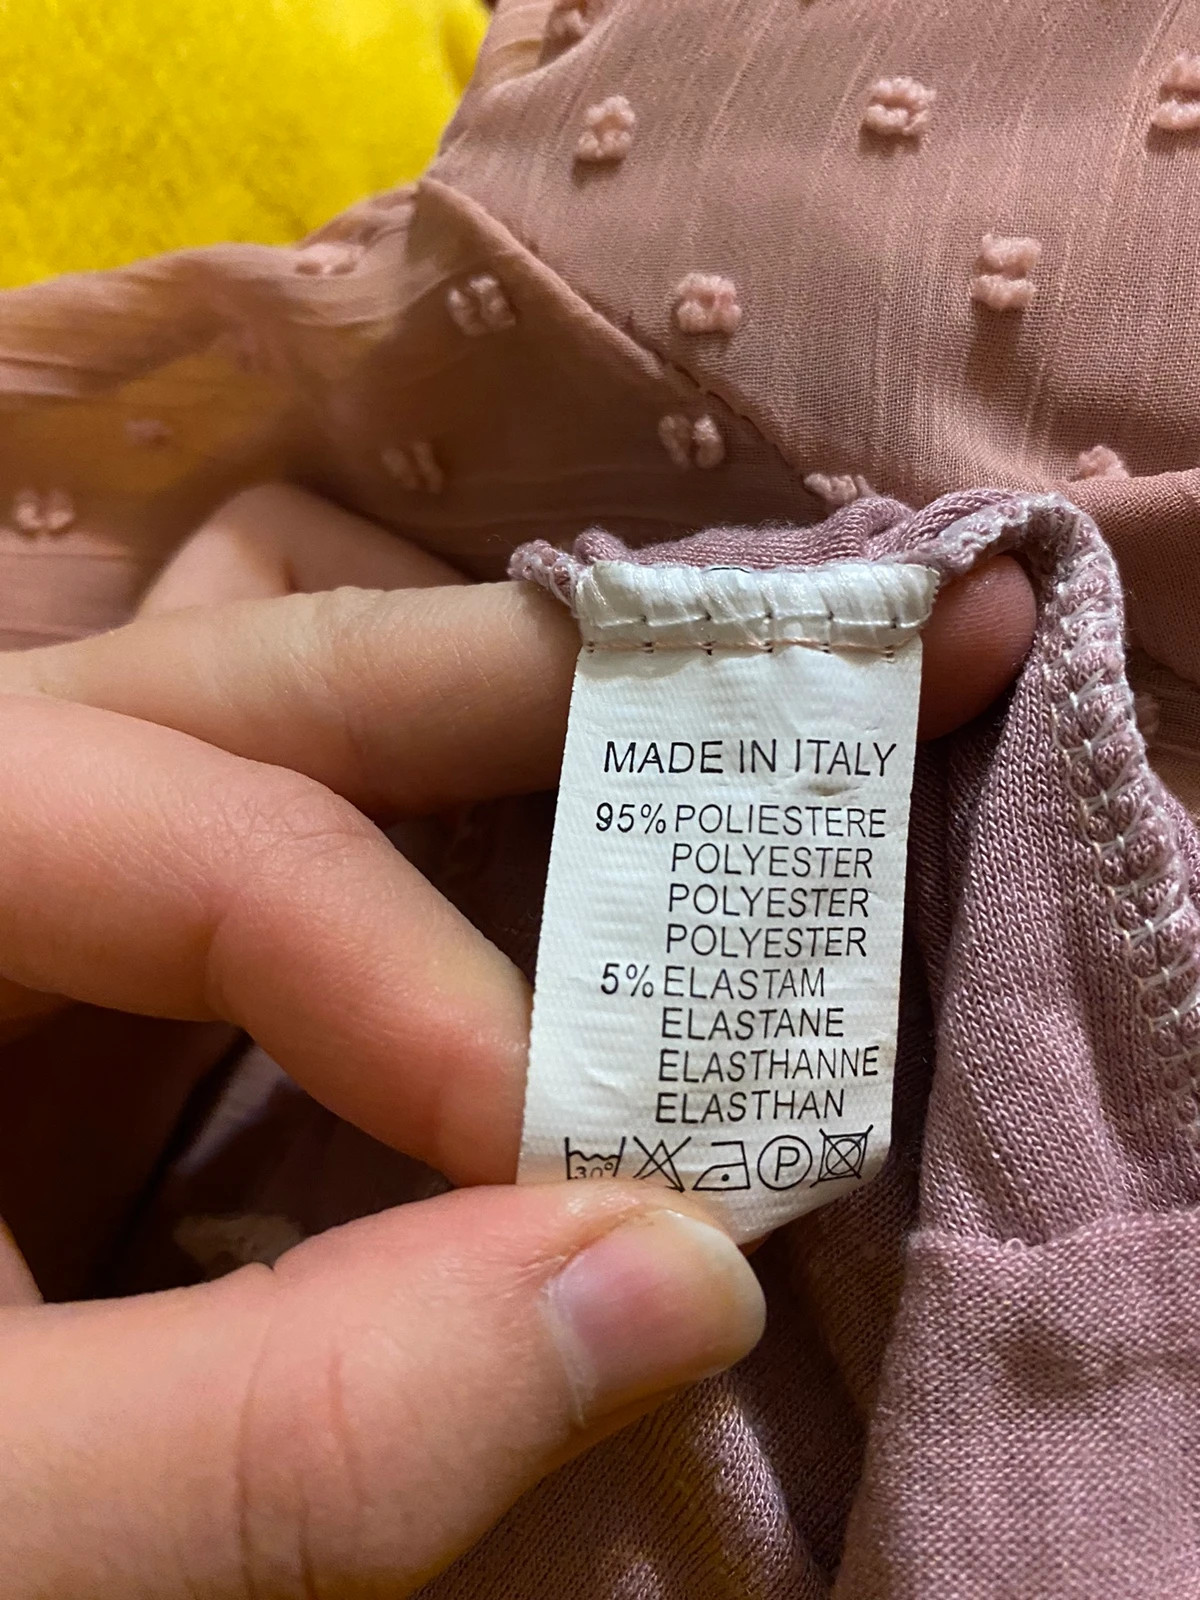 MADE IN ITALY
95% POLIESTERE
POLYESTER
POLYESTER
POLYESTER
5% ELASTAM
ELASTANE
ELASTHANNE
ELASTHAN
30° P